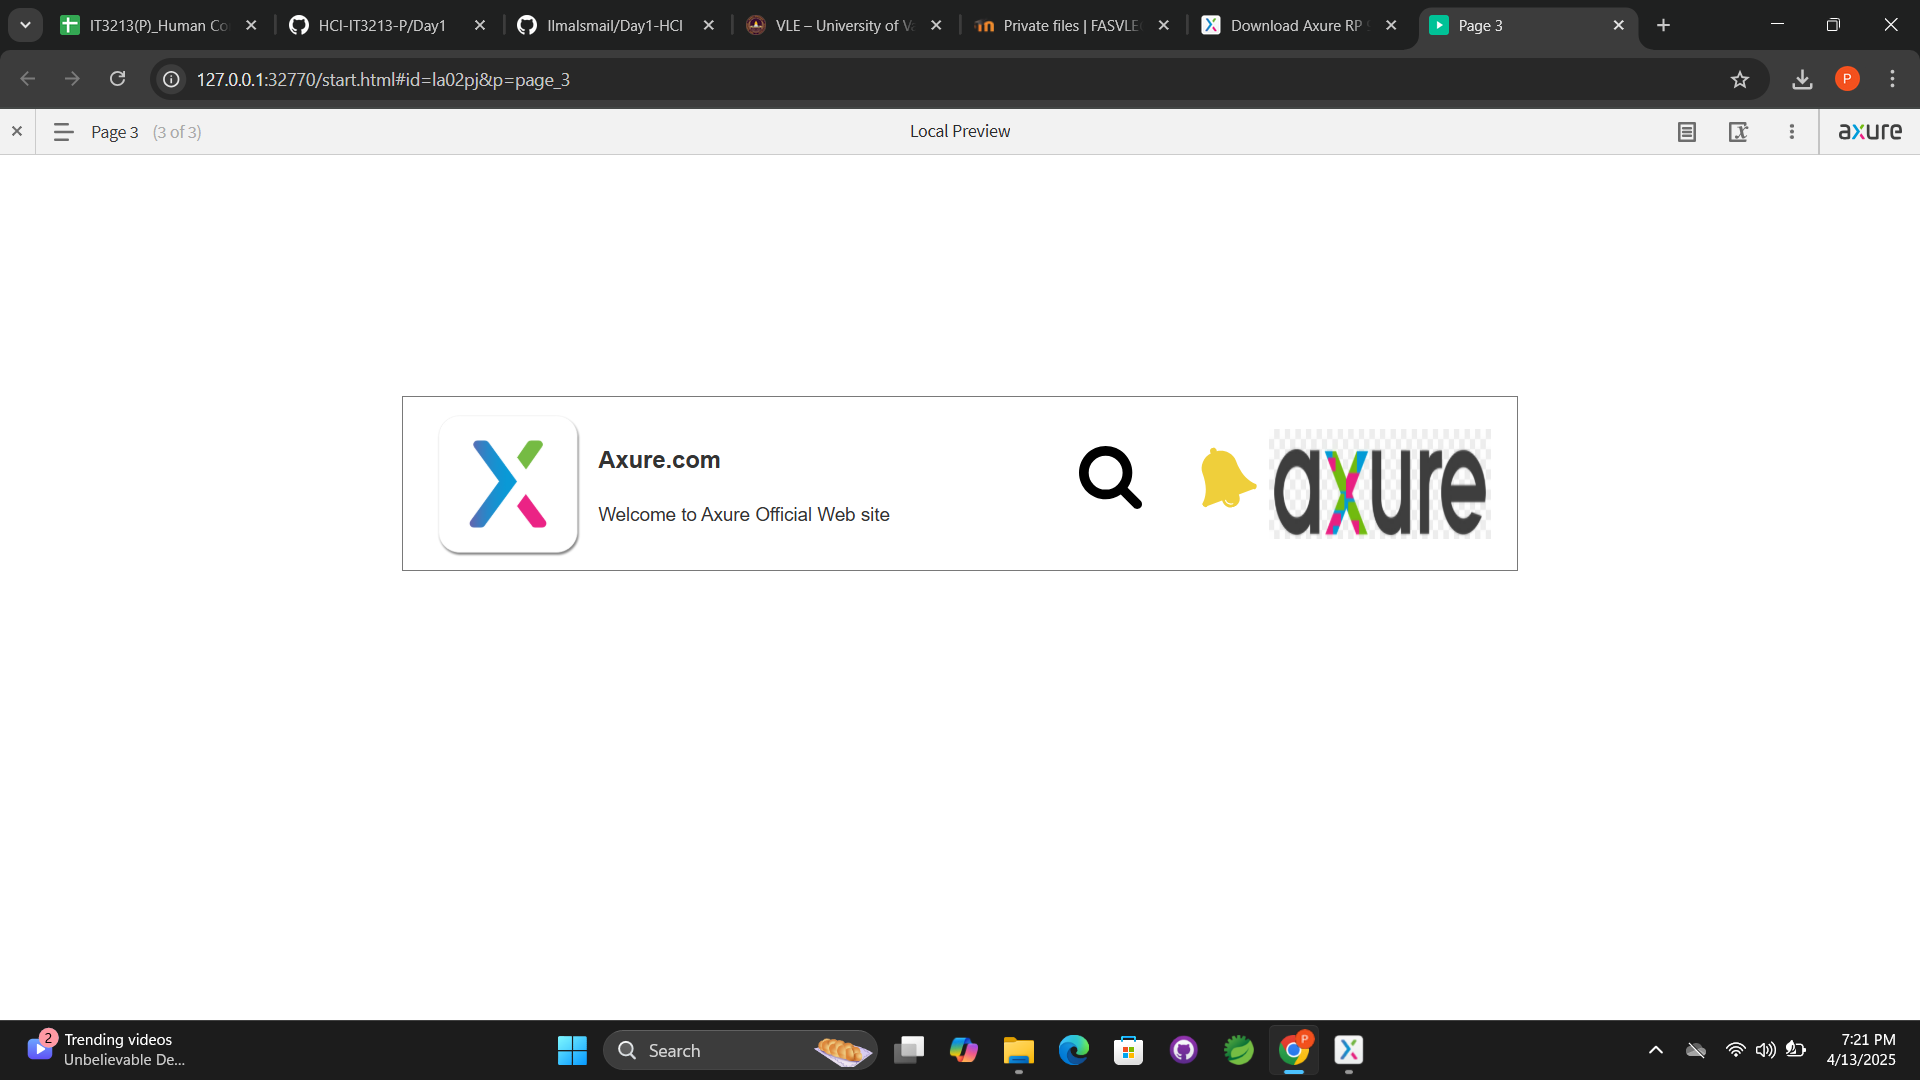 IT3213(P)_Human Co
HCI-IT3213-P/Day1
IlmaIsmail/Day1-HCI
VLE – University of Va
Private files | FASVLE
Download Axure RP
Page 3
127.0.0.1:32770/start.html#id=la02pj&p=page_3
P
Page 3 (3 of 3)
Local Preview
axure
Axure.com
Welcome to Axure Official Web site
axure
2
Trending videos
Unbelievable De...
Search
P
7:21 PM
4/13/2025